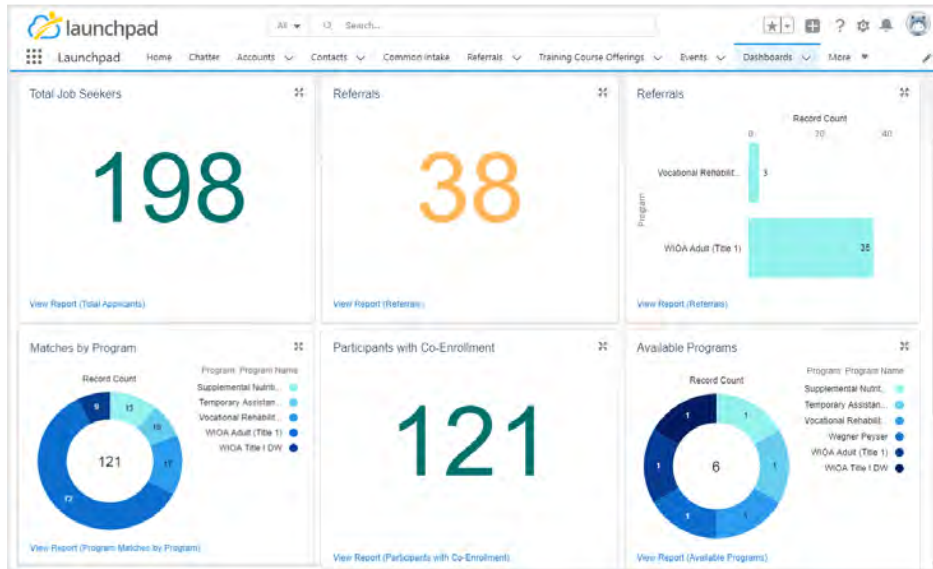 launchpad
All
Search...
Launchpad Home Chatter Accounts Contacts Common Intake Referrals Training Course Offerings Events Dashboards More
Total Job Seekers
198
View Report (Total Applicants)
Referrals
38
View Report (Referrals)
Referrals
Record Count
0 20 40
Program
Vocational Rehabilit... 3
WIOA Adult (Title 1) 35
View Report (Referrals)
Matches by Program
Record Count
Program: Program Name
Supplemental Nutriti...
Temporary Assistan...
Vocational Rehabilit...
WIOA Adult (Title 1)
WIOA Title I DW
9
13
10
17
72
121
View Report (Program Matches by Program)
Participants with Co-Enrollment
121
View Report (Participants with Co-Enrollment)
Available Programs
Record Count
Program: Program Name
Supplemental Nutrit...
Temporary Assistan...
Vocational Rehabilit...
Wagner Peyser
WIOA Adult (Title 1)
WIOA Title I DW
1
1
1
1
1
1
6
View Report (Available Programs)